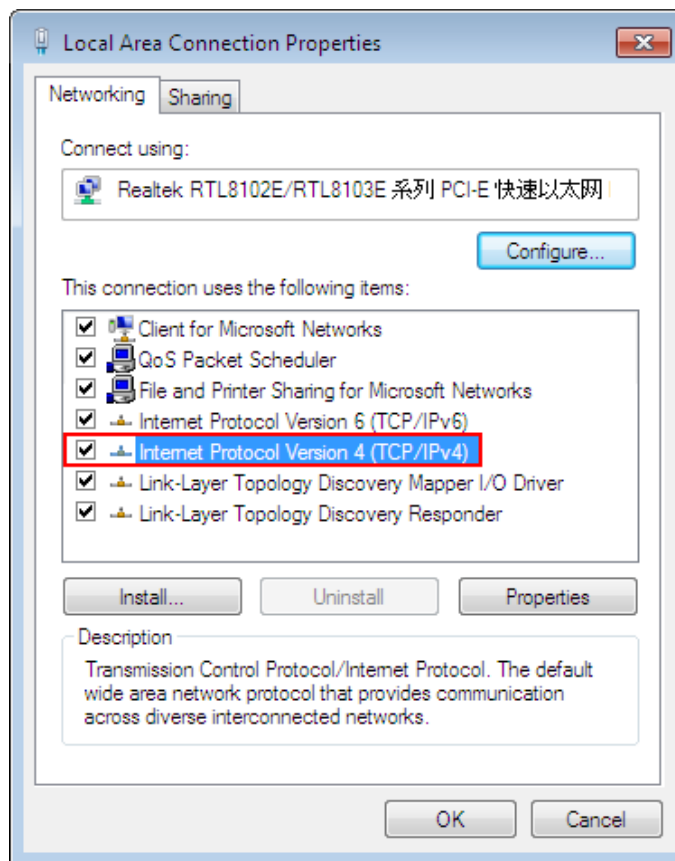 Local Area Connection Properties
Networking
Sharing
Connect using:
Realtek RTL8102E/RTL8103E 系列 PCI-E 快速以太网
Configure...
This connection uses the following items:
Client for Microsoft Networks
QoS Packet Scheduler
File and Printer Sharing for Microsoft Networks
Internet Protocol Version 6 (TCP/IPv6)
Internet Protocol Version 4 (TCP/IPv4)
Link-Layer Topology Discovery Mapper I/O Driver
Link-Layer Topology Discovery Responder
Install...
Uninstall
Properties
Description
Transmission Control Protocol/Internet Protocol. The default
wide area network protocol that provides communication
across diverse interconnected networks.
OK
Cancel